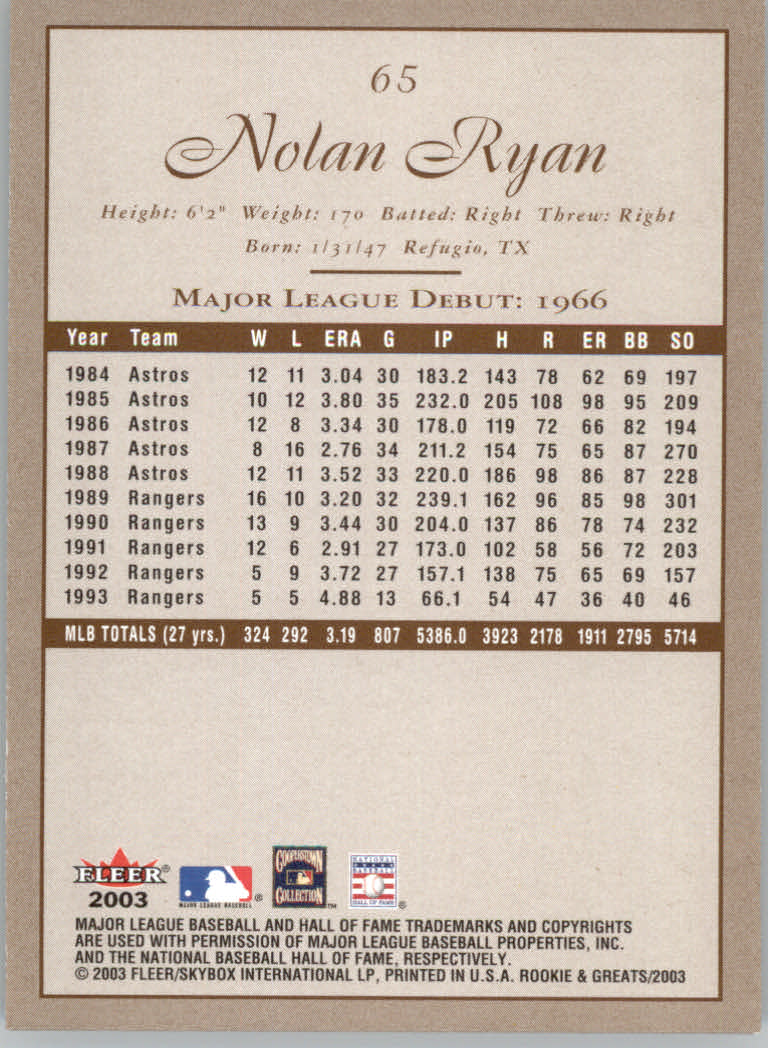 65
Nolan Ryan
Height: 6'2" Weight: 170 Batted: Right Threw: Right
Born: 1/31/47 Refugio, TX
Major League Debut: 1966
Year Team W L ERA G IP H R ER BB SO
1984 Astros 12 11 3.04 30 183.2 143 78 62 69 197
1985 Astros 10 12 3.80 35 232.0 205 108 98 95 209
1986 Astros 12 8 3.34 30 178.0 119 72 66 82 194
1987 Astros 8 16 2.76 34 211.2 154 75 65 87 270
1988 Astros 12 11 3.52 33 220.0 186 98 86 87 228
1989 Rangers 16 10 3.20 32 239.1 162 96 85 98 301
1990 Rangers 13 9 3.44 30 204.0 137 86 78 74 232
1991 Rangers 12 6 2.91 27 173.0 102 58 56 72 203
1992 Rangers 5 9 3.72 27 157.1 138 75 65 69 157
1993 Rangers 5 5 4.88 13 66.1 54 47 36 40 46
MLB TOTALS (27 yrs.) 324 292 3.19 807 5386.0 3923 2178 1911 2795 5714
FLEER®
2003
MAJOR LEAGUE BASEBALL ®
COOPERSTOWN
COLLECTION ™
NATIONAL
BASEBALL
HALL OF FAME ®
MAJOR LEAGUE BASEBALL AND HALL OF FAME TRADEMARKS AND COPYRIGHTS
ARE USED WITH PERMISSION OF MAJOR LEAGUE BASEBALL PROPERTIES, INC.
AND THE NATIONAL BASEBALL HALL OF FAME, RESPECTIVELY.
© 2003 FLEER/SKYBOX INTERNATIONAL LP, PRINTED IN U.S.A. ROOKIE & GREATS/2003